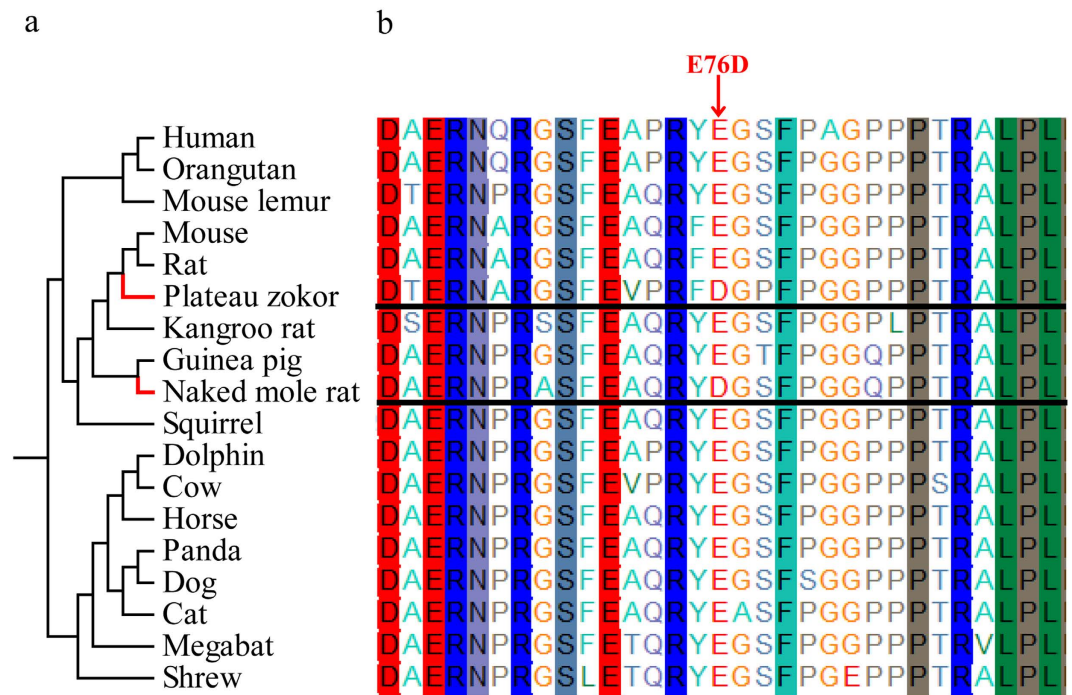 a
b
E76D
Human DAERNQRGSFEAPRYEGSFPAGPPPTRALPL
Orangutan DAERNQRGSFEAPRYEGSFPGGPPPTRALPL
Mouse lemur DTERNPRGSFEAQRYEGSFPGGPPPTRALPL
Mouse DAERNARGSFEAQRFEGSFPGGPPPTRALPL
Rat DAERNARGSFEAQRFEGSFPGGPPPTRALPL
Plateau zokor DTERNARGSFEVPRFDGPFPGGPPPTRALPL
Kangroo rat DSERNPRSSFEAQRYEGSFPGGPLPTRALPL
Guinea pig DAERNPRGSFEAQRYEGTFPGGQPPTRALPL
Naked mole rat DAERNPRASFEAQRYDGSFPGGQPPTRALPL
Squirrel DAERNPRGSFEAQRYEGSFPGGPPPTRALPL
Dolphin DAERNPRGSFEAPRYEGSFPGGPPPTRALPL
Cow DAERNPRGSFEVPRYEGSFPGGPPPSRALPL
Horse DAERNPRGSFEAQRYEGSFPGGPPPTRALPL
Panda DAERNPRGSFEAQRYEGSFPGGPPPTRALPL
Dog DAERNPRGSFEAQRYEGSFSGGPPPTRALPL
Cat DAERNPRGSFEAQRYEASFPGGPPPTRALPL
Megabat DAERNPRGSFETQRYEGSFPGGPPPTRVLPL
Shrew DAERNPRGSLETQRYEGSFPGEPPPTRALPL